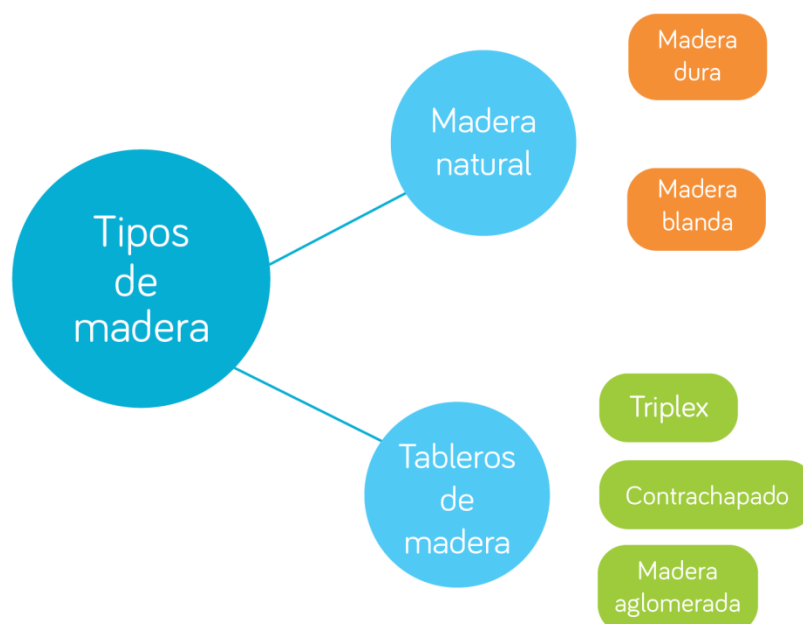 Tipos
de
madera
Madera
natural
Madera
dura
Madera
blanda
Tableros
de
madera
Triplex
Contrachapado
Madera
aglomerada